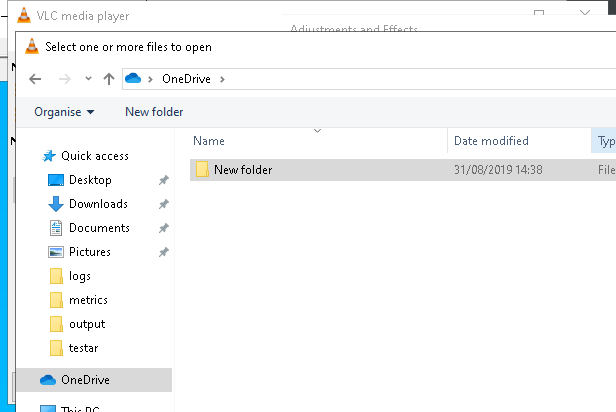 VLC media player
Adjustments and Effects
Select one or more files to open
OneDrive
Organise
New folder
Name
Date modified
Typ
Quick access
New folder
31/08/2019 14:38
File
Desktop
Downloads
Documents
Pictures
logs
metrics
output
testar
OneDrive
This PC